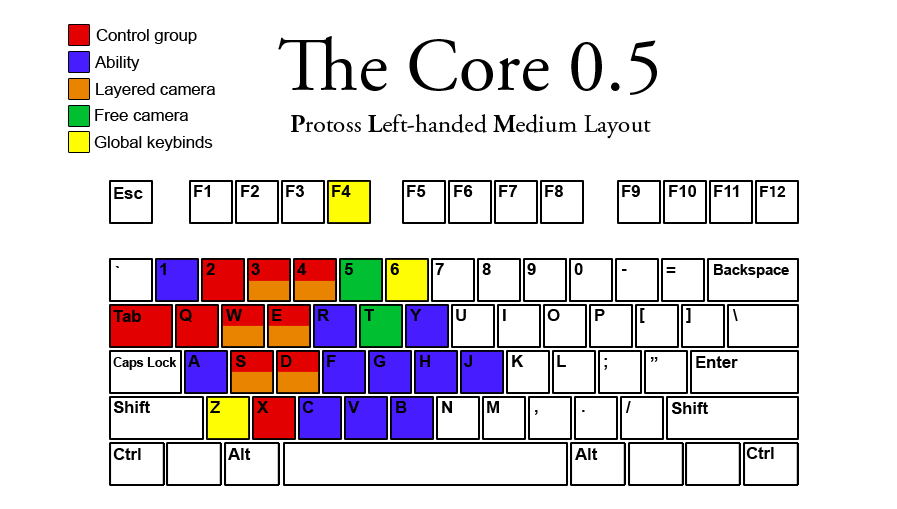 Control group
Ability
Layered camera
Free camera
Global keybinds
The Core 0.5
Protoss Left-handed Medium Layout
Esc F1 F2 F3 F4 F5 F6 F7 F8 F9 F10 F11 F12
` 1 2 3 4 5 6 7 8 9 0 - = Backspace
Tab Q W E R T Y U I O P [ ] \
Caps Lock A S D F G H J K L ; ” Enter
Shift Z X C V B N M , . / Shift
Ctrl Alt Alt Ctrl